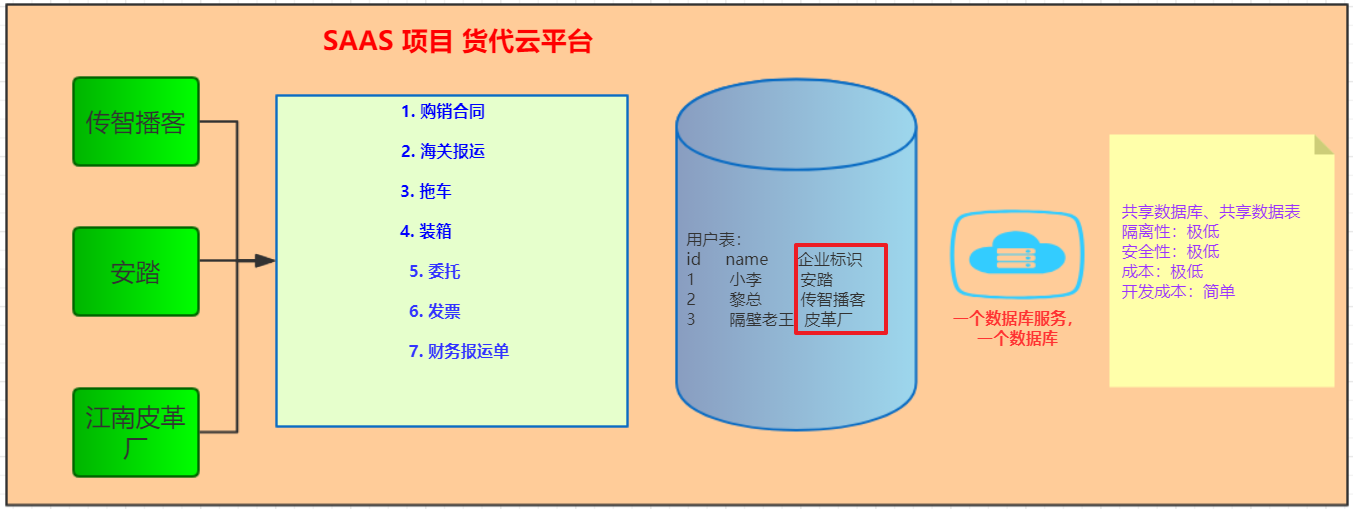 SAAS 项目 货代云平台
传智播客
安踏
江南皮革
厂
1. 购销合同
2. 海关报运
3. 拖车
4. 装箱
5. 委托
6. 发票
7. 财务报运单
用户表：
id name 企业标识
1 小李 安踏
2 黎总 传智播客
3 隔壁老王 皮革厂
一个数据库服务，
一个数据库
共享数据库、共享数据表
隔离性：极低
安全性：极低
成本：极低
开发成本：简单